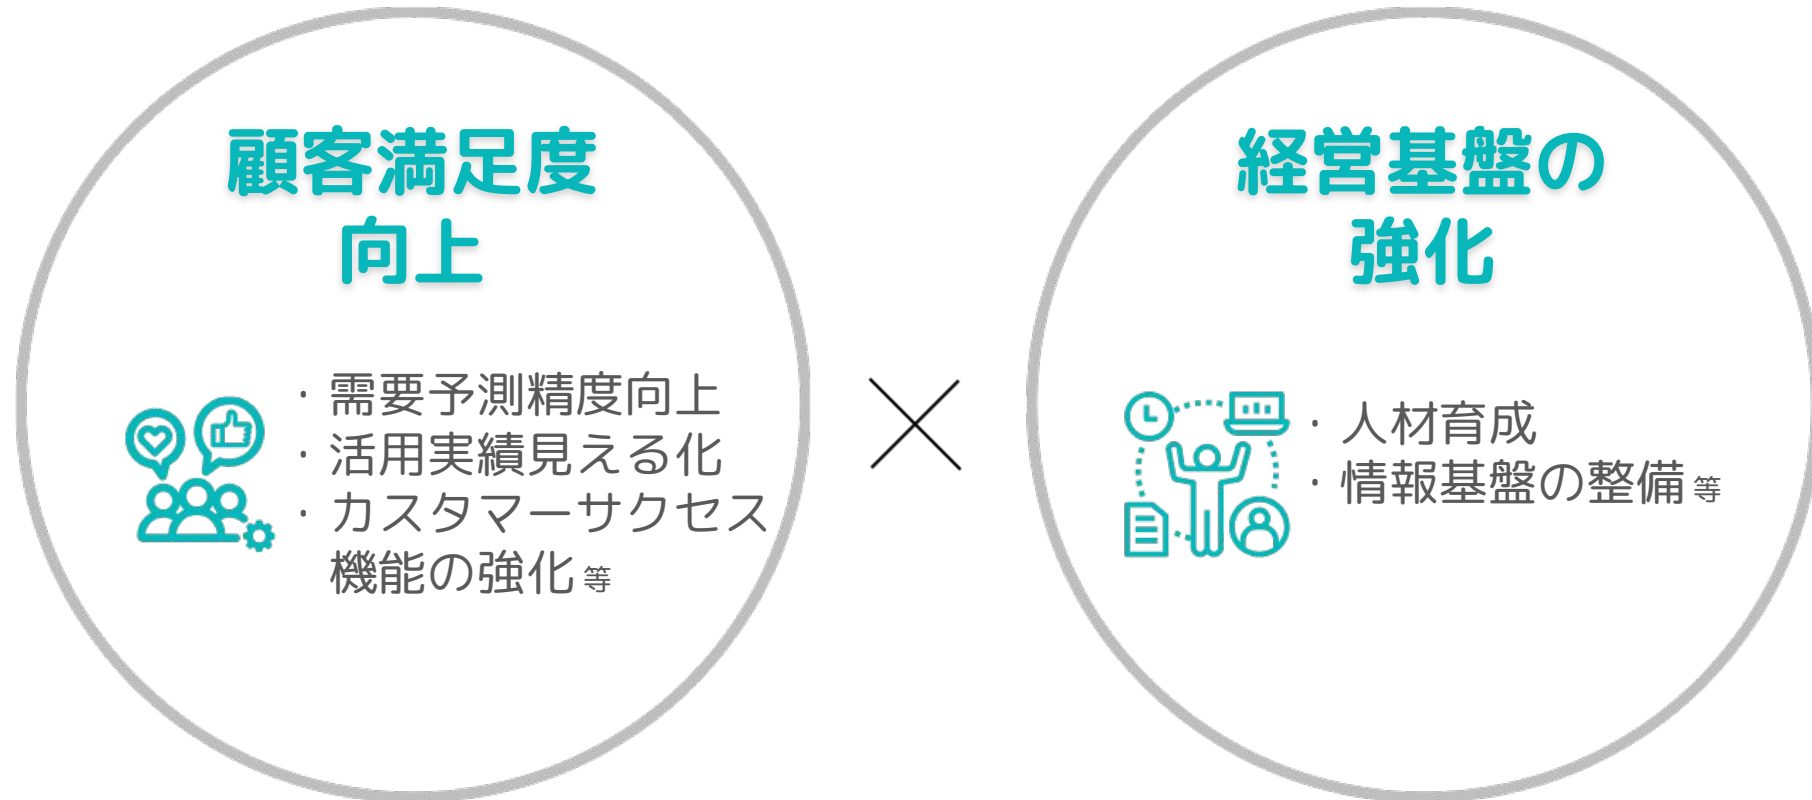 顧客満足度
向上
・需要予測精度向上
・活用実績見える化
・カスタマーサクセス
機能の強化 等
×
経営基盤の
強化
・人材育成
・情報基盤の整備 等